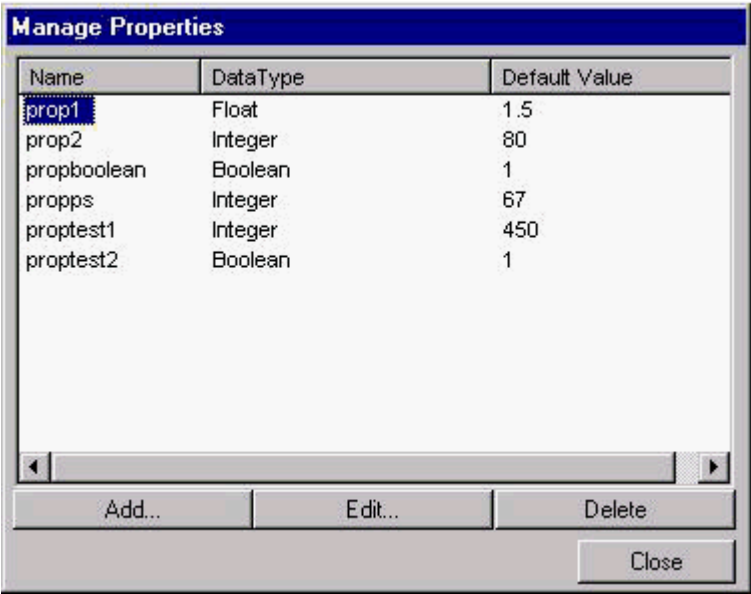 Manage Properties
Name DataType Default Value
prop1 Float 1.5
prop2 Integer 80
propboolean Boolean 1
propps Integer 67
proptest1 Integer 450
proptest2 Boolean 1
Add... Edit... Delete
Close